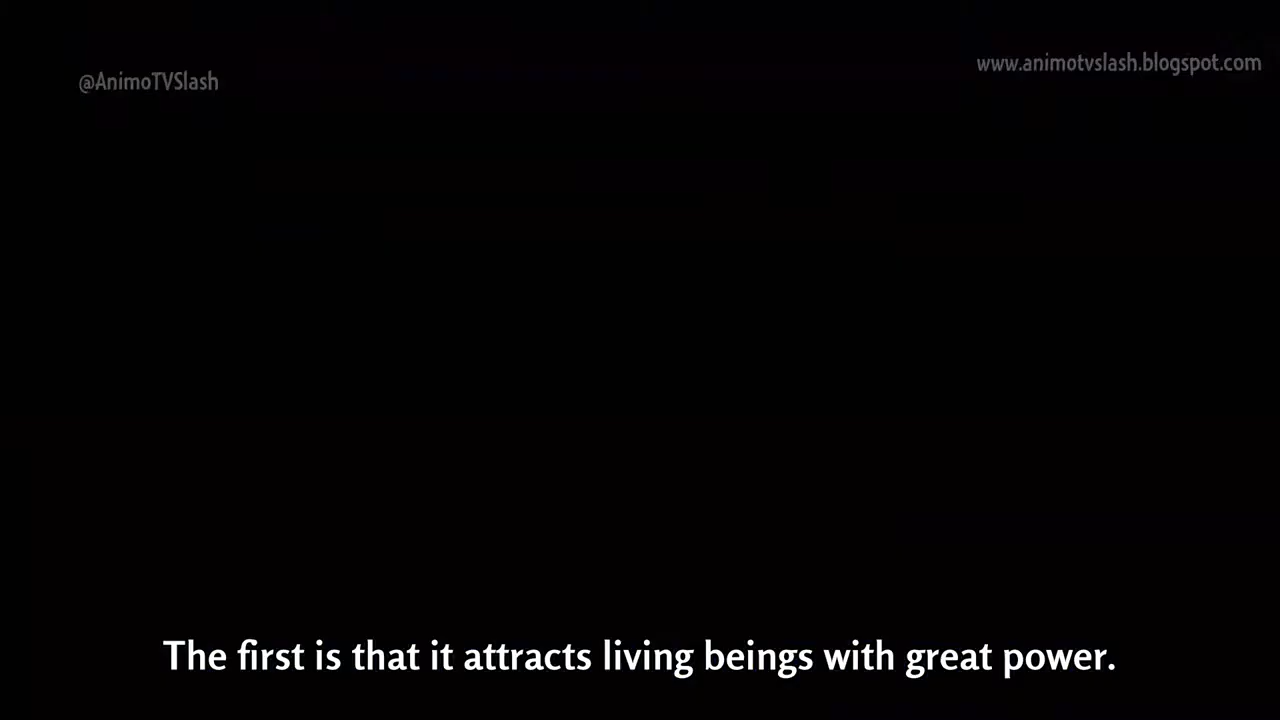 www.animotvslash.blogspot.com
@AnimoTVSlash
The first is that it attracts living beings with great power.